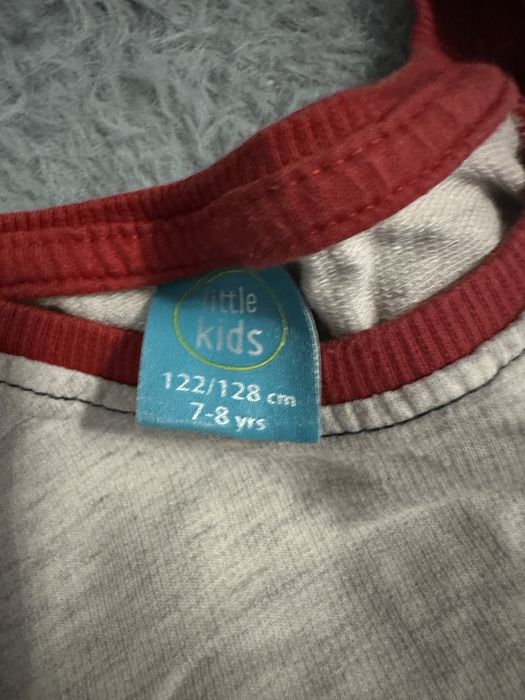 little
kids
122/128 cm
7-8 yrs